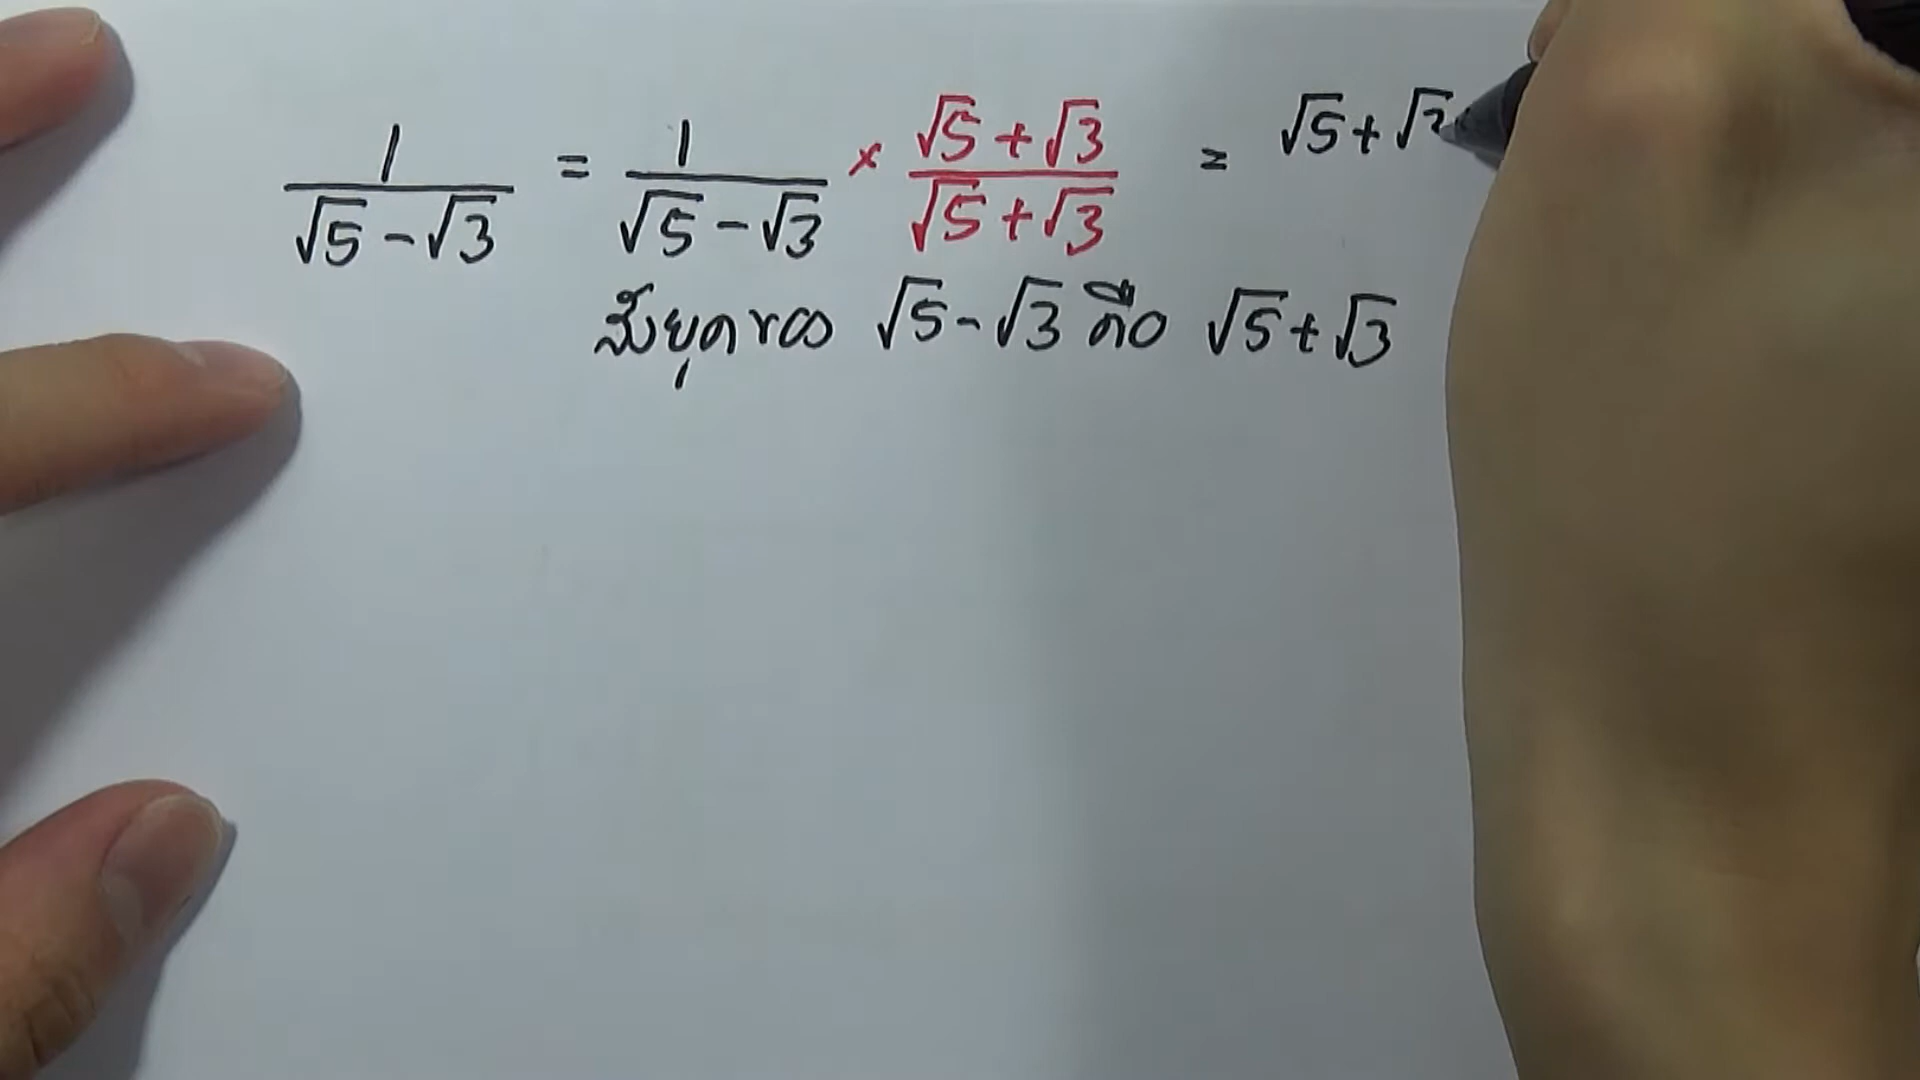 1/(√5 − √3) = 1/(√5 − √3) × (√5 + √3)/(√5 + √3) = √5 + √3
สังยุคของ √5 − √3 คือ √5 + √3